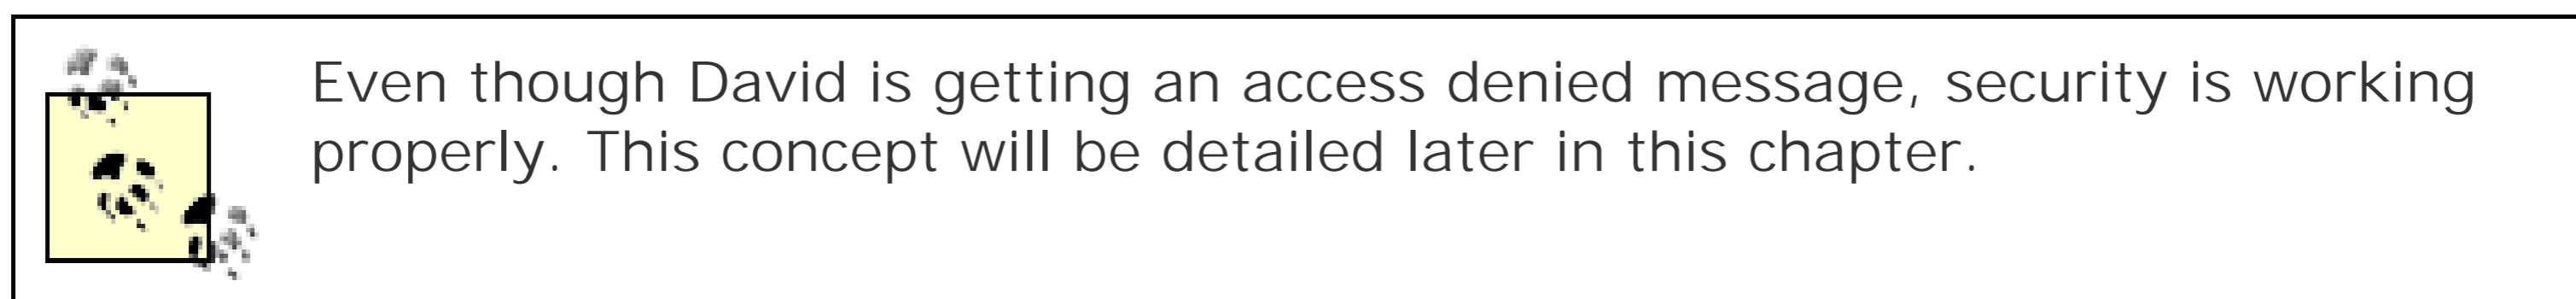 Even though David is getting an access denied message, security is working
properly. This concept will be detailed later in this chapter.